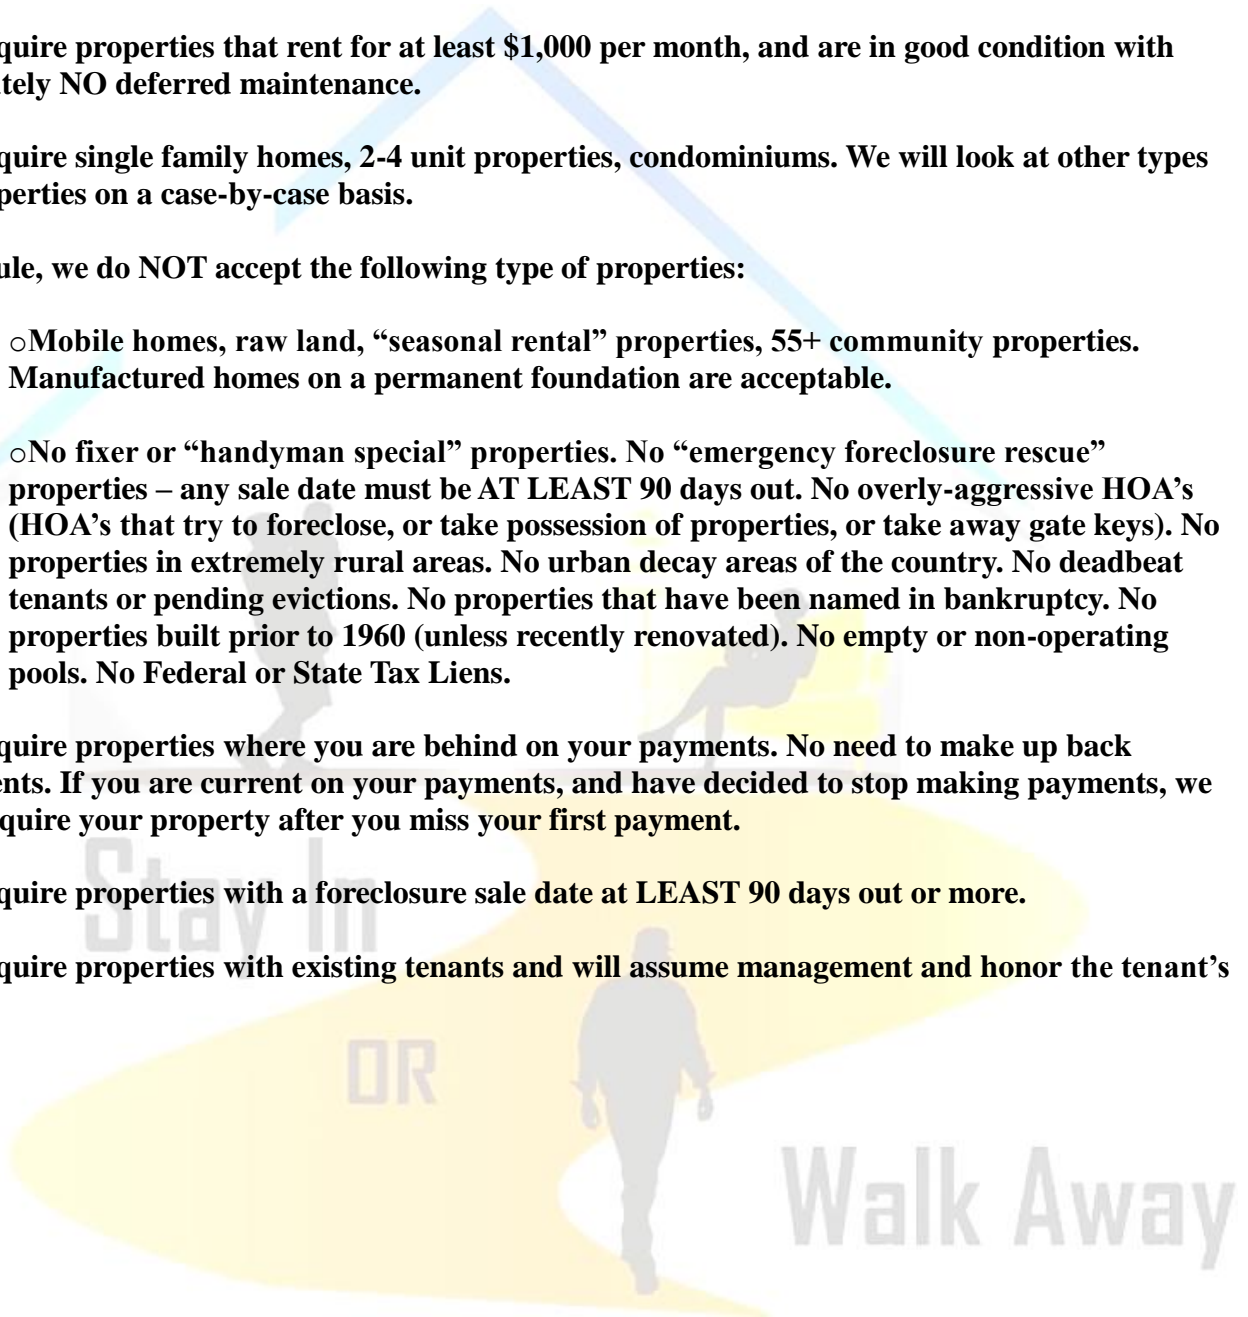 quire properties that rent for at least $1,000 per month, and are in good condition with
tely NO deferred maintenance.
quire single family homes, 2-4 unit properties, condominiums. We will look at other types
perties on a case-by-case basis.
ule, we do NOT accept the following type of properties:
oMobile homes, raw land, “seasonal rental” properties, 55+ community properties.
Manufactured homes on a permanent foundation are acceptable.
oNo fixer or “handyman special” properties. No “emergency foreclosure rescue”
properties – any sale date must be AT LEAST 90 days out. No overly-aggressive HOA’s
(HOA’s that try to foreclose, or take possession of properties, or take away gate keys). No
properties in extremely rural areas. No urban decay areas of the country. No deadbeat
tenants or pending evictions. No properties that have been named in bankruptcy. No
properties built prior to 1960 (unless recently renovated). No empty or non-operating
pools. No Federal or State Tax Liens.
quire properties where you are behind on your payments. No need to make up back
ents. If you are current on your payments, and have decided to stop making payments, we
quire your property after you miss your first payment.
Stay In
quire properties with a foreclosure sale date at LEAST 90 days out or more.
quire properties with existing tenants and will assume management and honor the tenant’s
OR
Walk Away